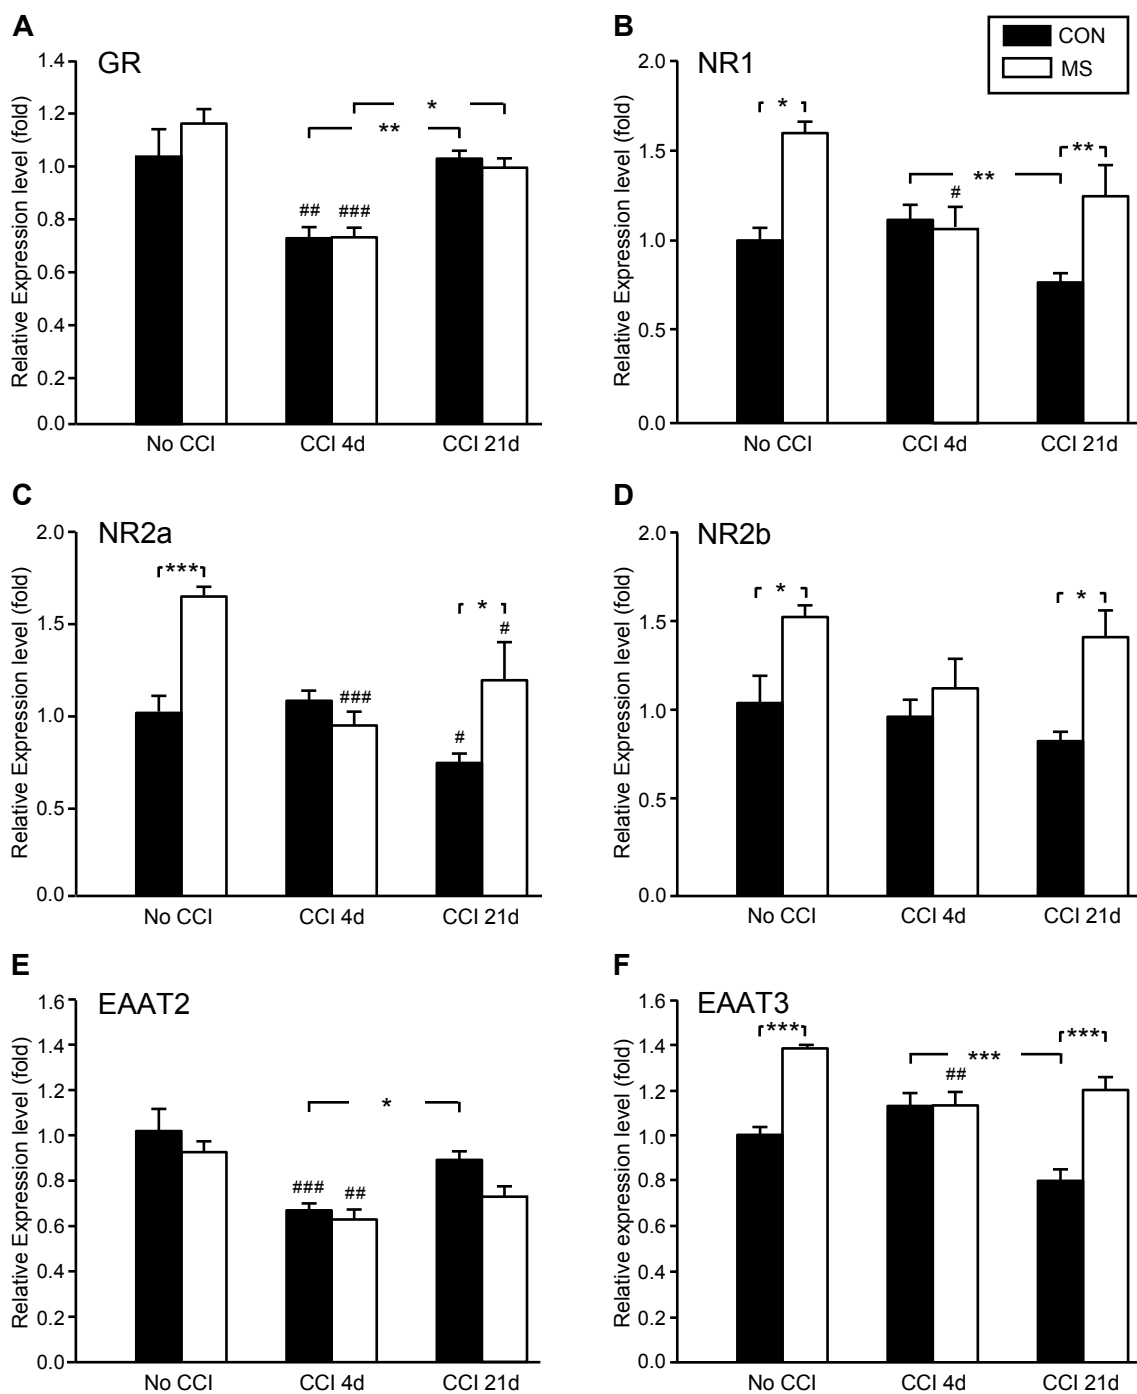 A
GR
Relative Expression level (fold)
1.4
1.2
1.0
0.8
0.6
0.4
0.2
0.0
*
**
## ###
No CCI CCI 4d CCI 21d
B
NR1
CON
MS
Relative Expression level (fold)
2.0
1.5
1.0
0.5
0.0
*
**
**
#
No CCI CCI 4d CCI 21d
C
NR2a
Relative Expression level (fold)
2.0
1.5
1.0
0.5
0.0
***
*
#
###
#
No CCI CCI 4d CCI 21d
D
NR2b
Relative Expression level (fold)
2.0
1.5
1.0
0.5
0.0
* *
No CCI CCI 4d CCI 21d
E
EAAT2
Relative Expression level (fold)
1.6
1.4
1.2
1.0
0.8
0.6
0.4
0.2
0.0
*
### ##
No CCI CCI 4d CCI 21d
F
EAAT3
Relative expression level (fold)
1.6
1.4
1.2
1.0
0.8
0.6
0.4
0.2
0.0
*** ***
***
##
No CCI CCI 4d CCI 21d